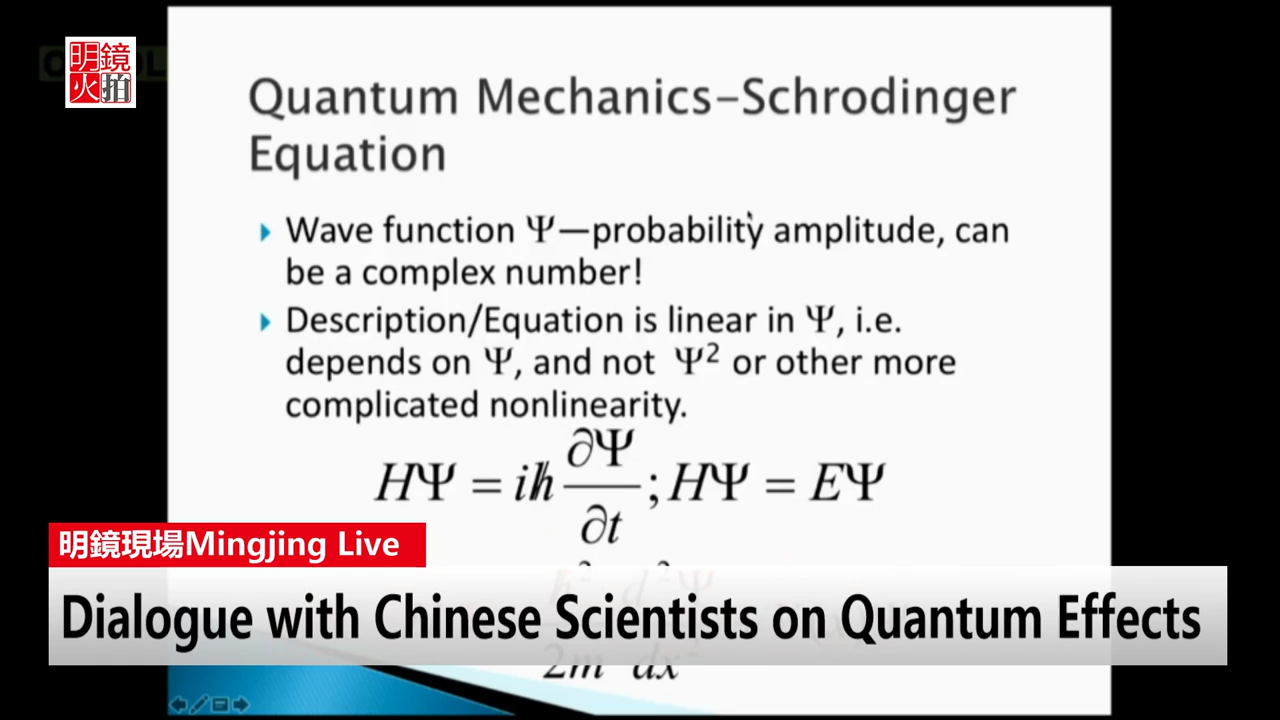 明鏡
火拍
Quantum Mechanics–Schrodinger
Equation
Wave function Ψ—probability amplitude, can
be a complex number!
Description/Equation is linear in Ψ, i.e.
depends on Ψ, and not Ψ² or other more
complicated nonlinearity.
HΨ = iħ ∂Ψ/∂t ; HΨ = EΨ
明鏡現場Mingjing Live
Dialogue with Chinese Scientists on Quantum Effects
2m dx